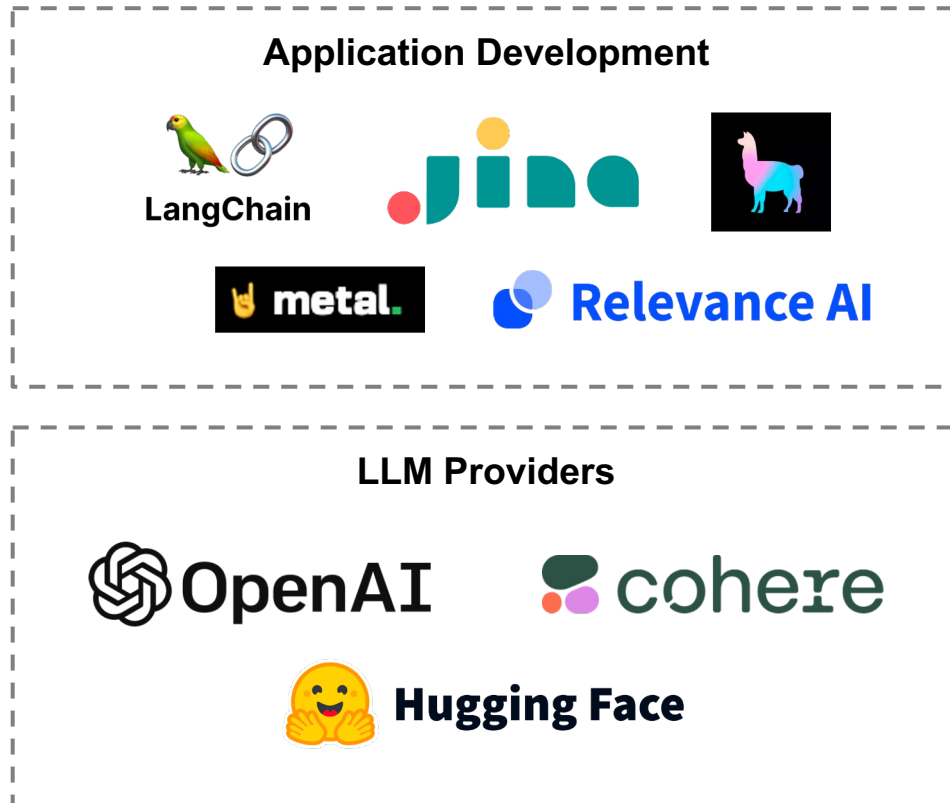 Application Development
LangChain
Jina
metal.
Relevance AI
LLM Providers
OpenAI
cohere
Hugging Face